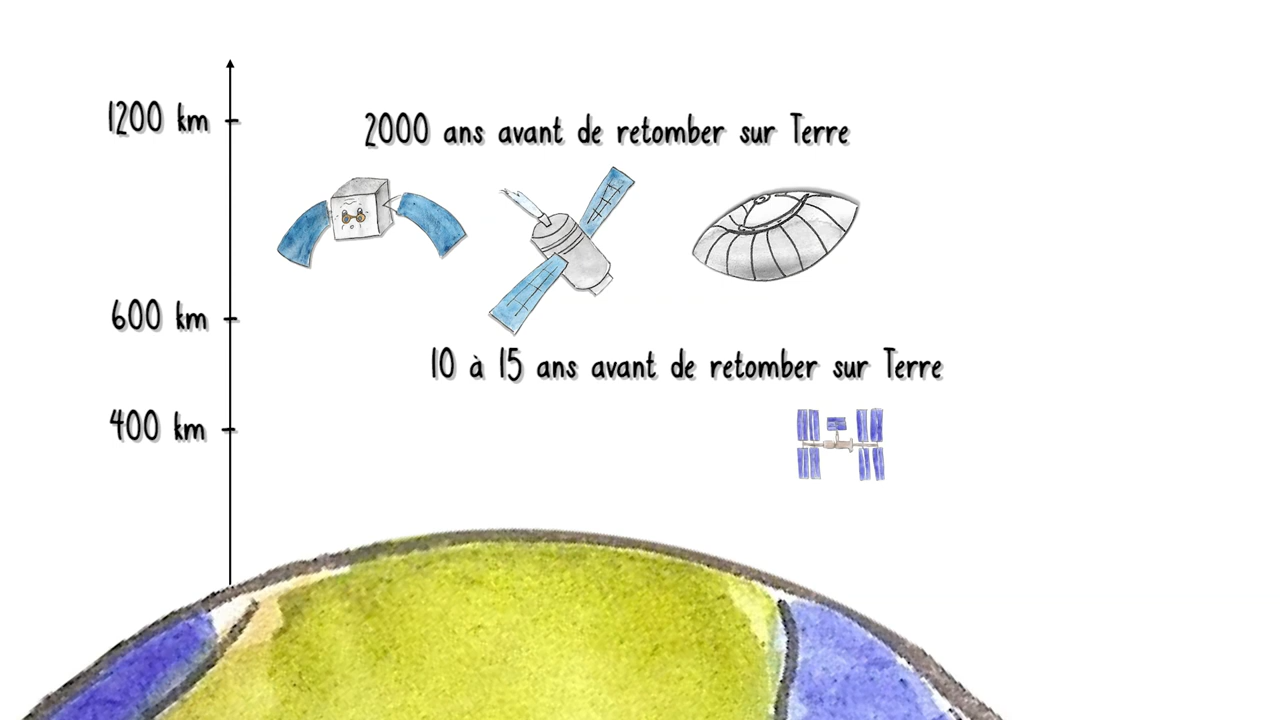 1200 km
2000 ans avant de retomber sur Terre
600 km
10 à 15 ans avant de retomber sur Terre
400 km